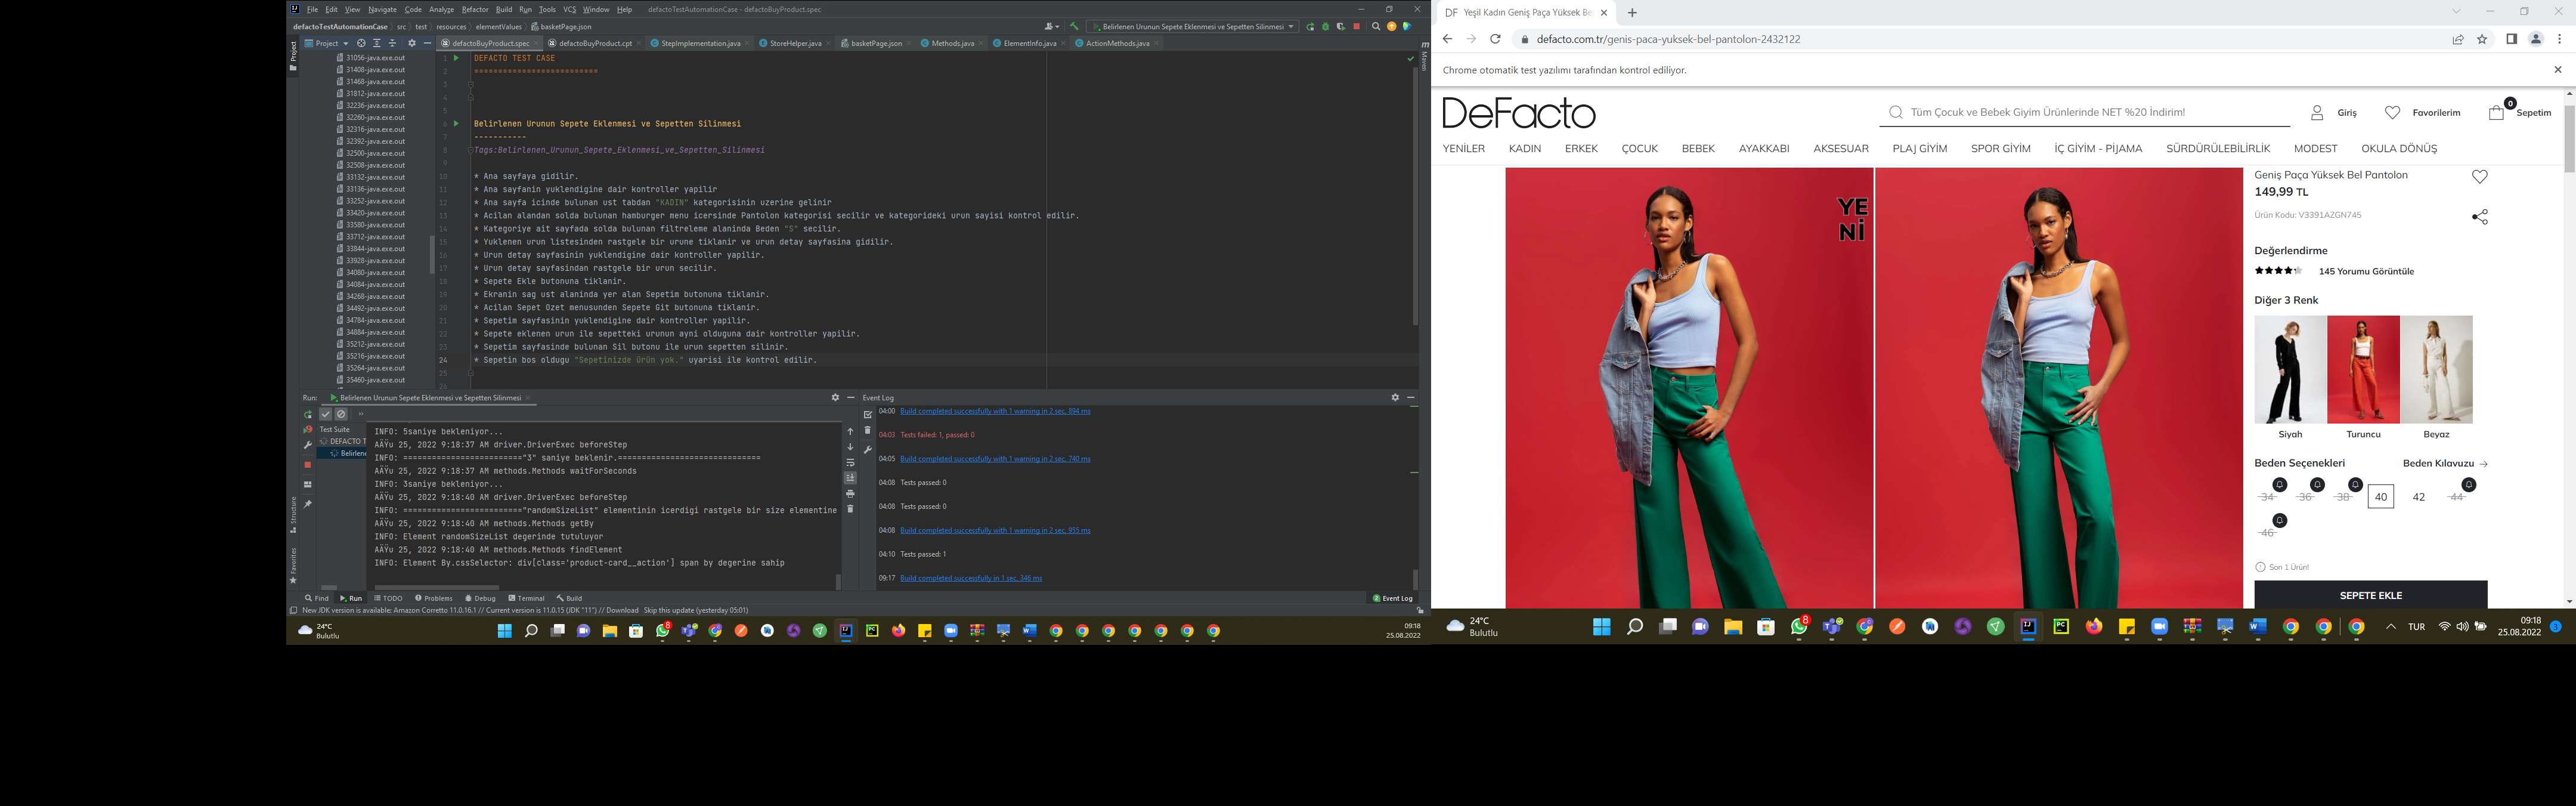 File Edit View Navigate Code Analyze Refactor Build Run Tools VCS Window Help defactoTestAutomationCase - defactoBuyProduct.spec
defactoTestAutomationCase src test resources elementValues basketPage.json
Belirlenen Urunun Sepete Eklenmesi ve Sepetten Silinmesi
Project
defactoBuyProduct.spec defactoBuyProduct.cpt StepImplementation.java StoreHelper.java basketPage.json Methods.java ElementInfo.java ActionMethods.java
Project
Maven
31056-java.exe.out
31408-java.exe.out
31468-java.exe.out
31812-java.exe.out
32236-java.exe.out
32260-java.exe.out
32316-java.exe.out
32392-java.exe.out
32500-java.exe.out
32508-java.exe.out
33132-java.exe.out
33136-java.exe.out
33252-java.exe.out
33420-java.exe.out
33580-java.exe.out
33712-java.exe.out
33844-java.exe.out
33928-java.exe.out
34080-java.exe.out
34084-java.exe.out
34268-java.exe.out
34492-java.exe.out
34784-java.exe.out
34884-java.exe.out
35212-java.exe.out
35216-java.exe.out
35264-java.exe.out
35460-java.exe.out
1 DEFACTO TEST CASE
2 ==========================
3
4
5
6 Belirlenen Urunun Sepete Eklenmesi ve Sepetten Silinmesi
7 -----------
8 Tags:Belirlenen_Urunun_Sepete_Eklenmesi_ve_Sepetten_Silinmesi
9
10 * Ana sayfaya gidilir.
11 * Ana sayfanin yuklendigine dair kontroller yapilir
12 * Ana sayfa icinde bulunan ust tabdan "KADIN" kategorisinin uzerine gelinir
13 * Acilan alandan solda bulunan hamburger menu icersinde Pantolon kategorisi secilir ve kategorideki urun sayisi kontrol edilir.
14 * Kategoriye ait sayfada solda bulunan filtreleme alaninda Beden "S" secilir.
15 * Yuklenen urun listesinden rastgele bir urune tiklanir ve urun detay sayfasina gidilir.
16 * Urun detay sayfasinin yuklendigine dair kontroller yapilir.
17 * Urun detay sayfasindan rastgele bir urun secilir.
18 * Sepete Ekle butonuna tiklanir.
19 * Ekranin sag ust alaninda yer alan Sepetim butonuna tiklanir.
20 * Acilan Sepet Ozet menusunden Sepete Git butonuna tiklanir.
21 * Sepetim sayfasinin yuklendigine dair kontroller yapilir.
22 * Sepete eklenen urun ile sepetteki urunun ayni olduguna dair kontroller yapilir.
23 * Sepetim sayfasinde bulunan Sil butonu ile urun sepetten silinir.
24 * Sepetin bos oldugu "Sepetinizde ürün yok." uyarisi ile kontrol edilir.
25
26
Run: Belirlenen Urunun Sepete Eklenmesi ve Sepetten Silinmesi
Test Suite
DEFACTO T
Belirlene
INFO: 5saniye bekleniyor...
AÄŸu 25, 2022 9:18:37 AM driver.DriverExec beforeStep
INFO: ========================="3" saniye beklenir.==============================
AÄŸu 25, 2022 9:18:37 AM methods.Methods waitForSeconds
INFO: 3saniye bekleniyor...
AÄŸu 25, 2022 9:18:40 AM driver.DriverExec beforeStep
INFO: ========================="randomSizeList" elementinin icerdigi rastgele bir size elementine
AÄŸu 25, 2022 9:18:40 AM methods.Methods getBy
INFO: Element randomSizeList degerinde tutuluyor
AÄŸu 25, 2022 9:18:40 AM methods.Methods findElement
INFO: Element By.cssSelector: div[class='product-card__action'] span by degerine sahip
Event Log
04:00 Build completed successfully with 1 warning in 2 sec, 894 ms
04:03 Tests failed: 1, passed: 0
04:05 Build completed successfully with 1 warning in 2 sec, 740 ms
04:08 Tests passed: 0
04:08 Tests passed: 0
04:08 Build completed successfully with 1 warning in 2 sec, 955 ms
04:10 Tests passed: 1
09:17 Build completed successfully in 1 sec, 346 ms
Structure
Favorites
Find Run TODO Problems Debug Terminal Build
2 Event Log
New JDK version is available: Amazon Corretto 11.0.16.1 // Current version is 11.0.15 (JDK "11") // Download Skip this update (yesterday 05:01)
24°C
Bulutlu
8
09:18
25.08.2022
DF Yeşil Kadın Geniş Paça Yüksek Be
defacto.com.tr/genis-paca-yuksek-bel-pantolon-2432122
Chrome otomatik test yazılımı tarafından kontrol ediliyor.
DeFacto
Tüm Çocuk ve Bebek Giyim Ürünlerinde NET %20 İndirim!
Giriş
Favorilerim
0
Sepetim
YENİLER KADIN ERKEK ÇOCUK BEBEK AYAKKABI AKSESUAR PLAJ GİYİM SPOR GİYİM İÇ GİYİM - PİJAMA SÜRDÜRÜLEBİLİRLİK MODEST OKULA DÖNÜŞ
YE
Nİ
Geniş Paça Yüksek Bel Pantolon
149,99 TL
Ürün Kodu: V3391AZGN745
Değerlendirme
145 Yorumu Görüntüle
Diğer 3 Renk
Siyah Turuncu Beyaz
Beden Seçenekleri Beden Kılavuzu
34 36 38 40 42 44
46
Son 1 Ürün!
SEPETE EKLE
24°C
Bulutlu
8
TUR
09:18
25.08.2022
3